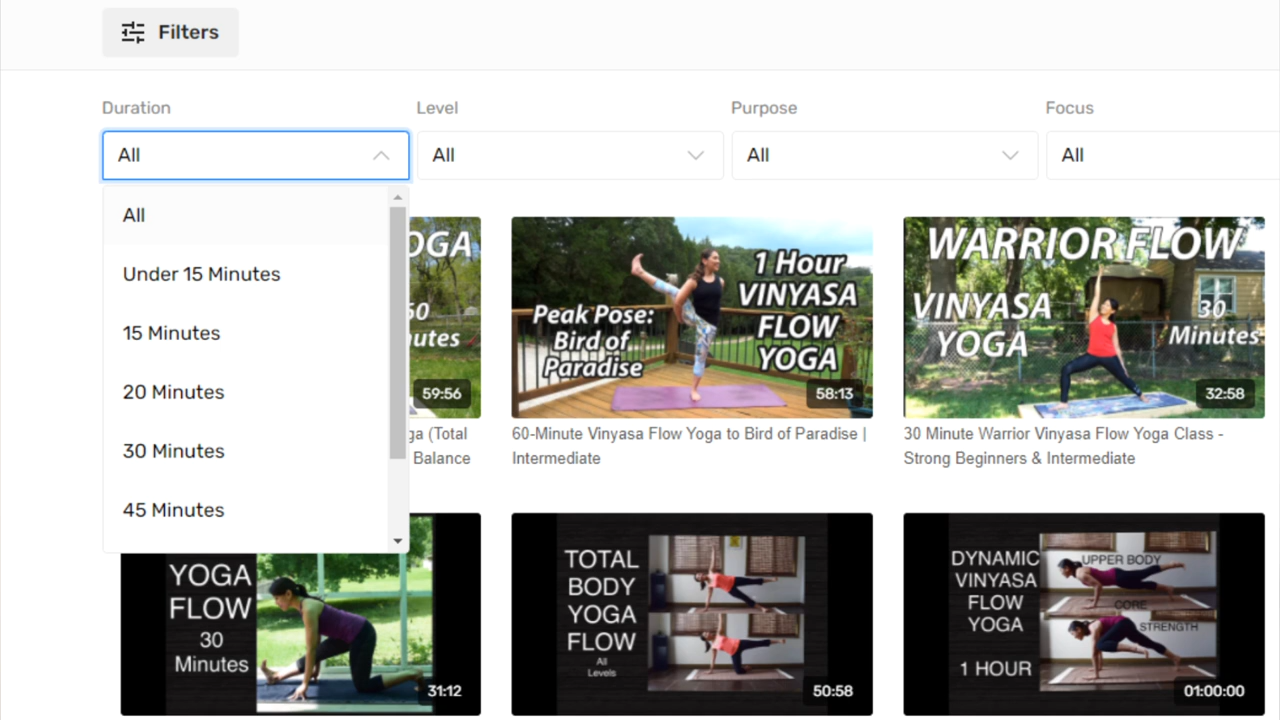 Filters
Duration
Level
Purpose
Focus
All
All
All
All
All
Under 15 Minutes
15 Minutes
20 Minutes
30 Minutes
45 Minutes
OGA
59:56
ga (Total
Balance
1 Hour
VINYASA
FLOW
YOGA
Peak Pose:
Bird of
Paradise
58:13
60-Minute Vinyasa Flow Yoga to Bird of Paradise |
Intermediate
WARRIOR FLOW
VINYASA
YOGA
30
Minutes
32:58
30 Minute Warrior Vinyasa Flow Yoga Class -
Strong Beginners & Intermediate
YOGA
FLOW
30
Minutes
31:12
TOTAL
BODY
YOGA
FLOW
All
Levels
50:58
DYNAMIC
VINYASA
FLOW
YOGA
1 HOUR
UPPER BODY
CORE
STRENGTH
01:00:00